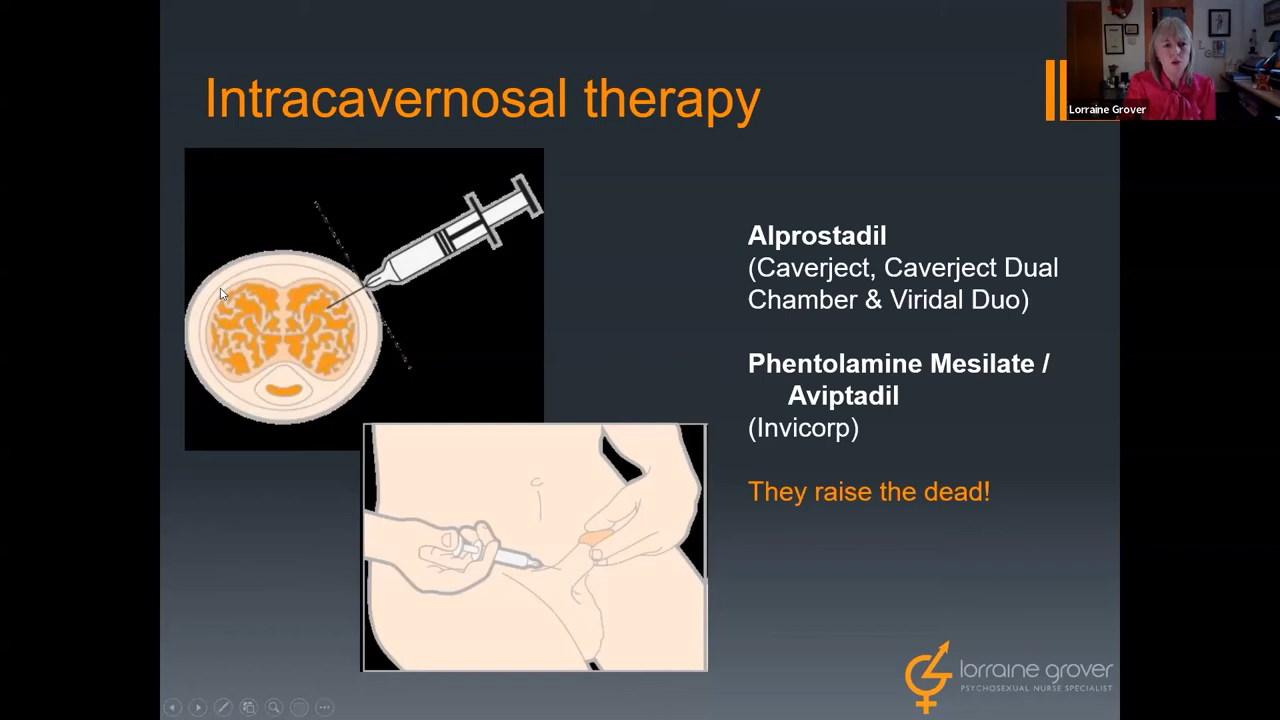 Intracavernosal therapy
Lorraine Grover
Alprostadil
(Caverject, Caverject Dual
Chamber & Viridal Duo)
Phentolamine Mesilate /
Aviptadil
(Invicorp)
They raise the dead!
lorraine grover
PSYCHOSEXUAL NURSE SPECIALIST